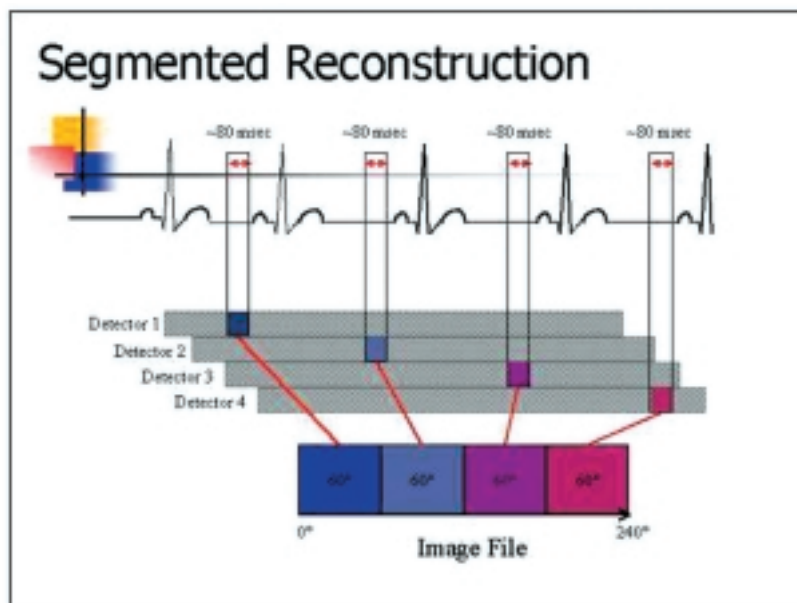 Segmented Reconstruction
~80 msec ~80 msec ~80 msec ~80 msec
Detector 1
Detector 2
Detector 3
Detector 4
60° 60° 60° 60°
0° 240°
Image File